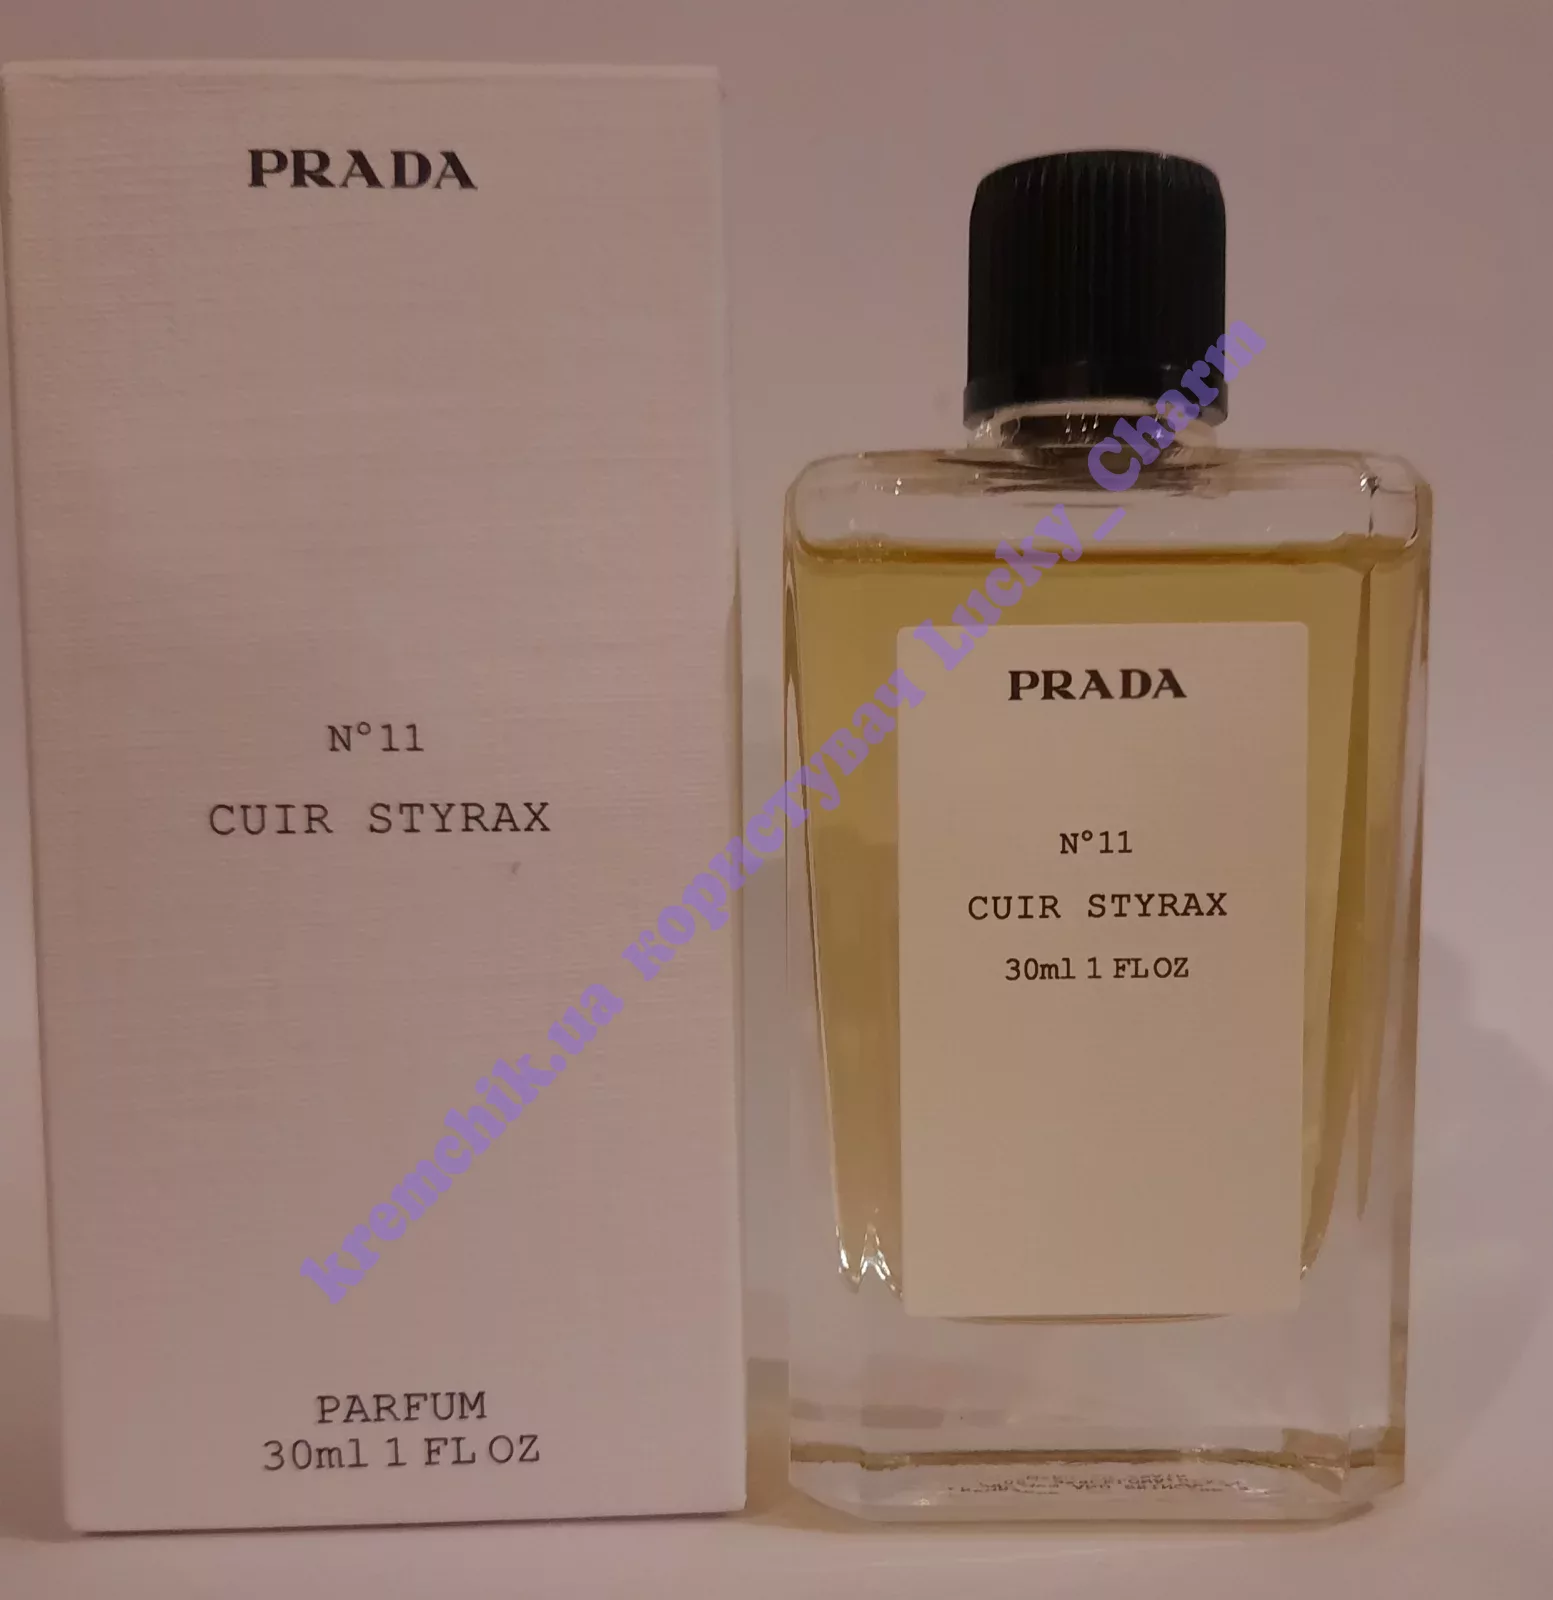 PRADA
N°11
CUIR STYRAX
PARFUM
30ml 1 FL OZ
PRADA
N°11
CUIR STYRAX
30ml 1 FL OZ
kremchik.ua користувач Lucky_Charm